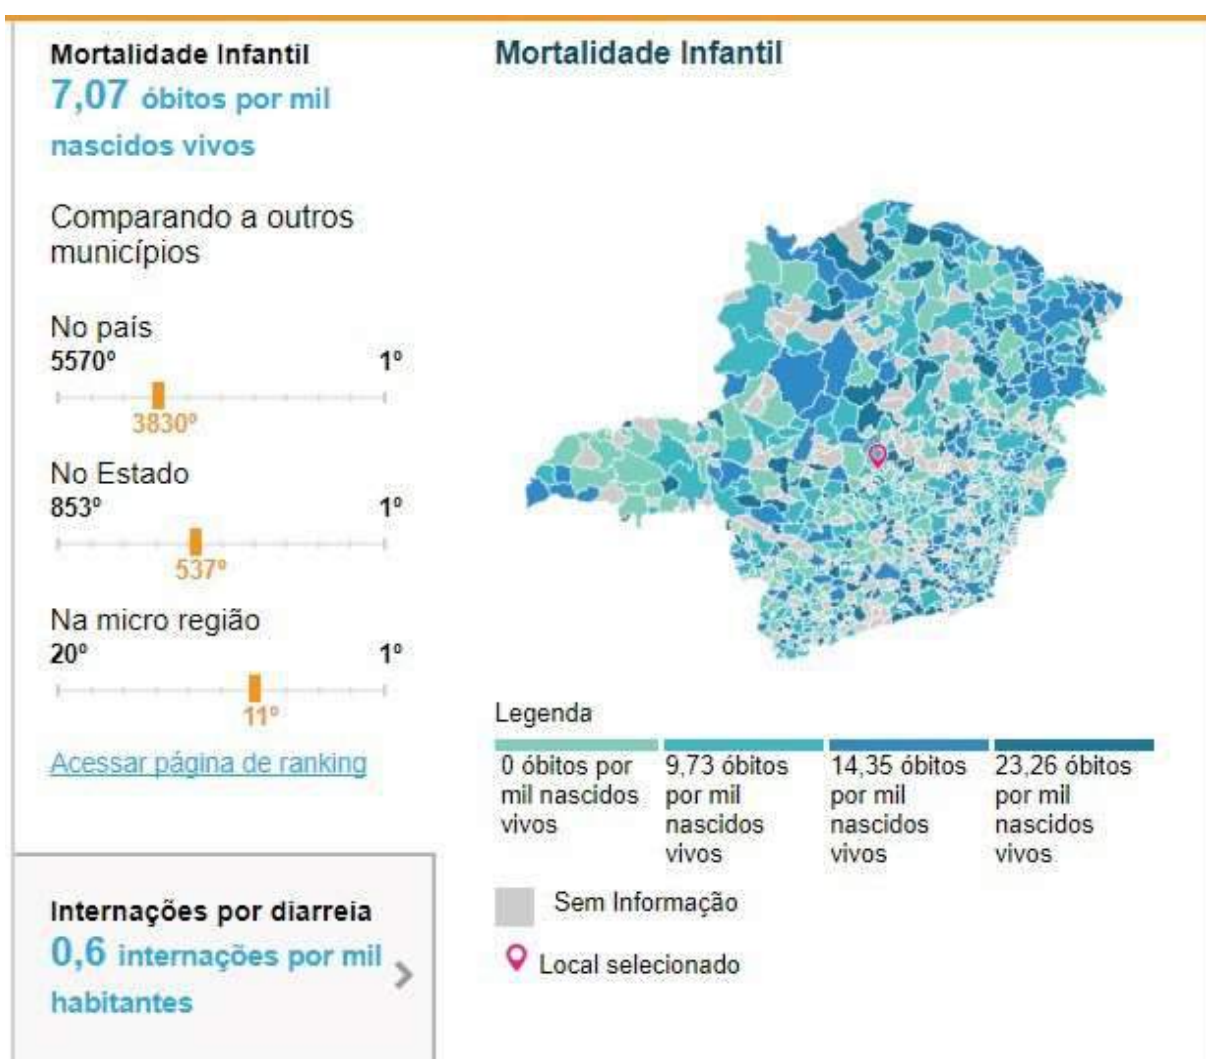 Mortalidade Infantil
7,07 óbitos por mil
nascidos vivos
Comparando a outros
municípios
No país
5570º 1º
3830º
No Estado
853º 1º
537º
Na micro região
20º 1º
11º
Acessar página de ranking
Internações por diarreia
0,6 internações por mil
habitantes
Mortalidade Infantil
Legenda
0 óbitos por
mil nascidos
vivos
9,73 óbitos
por mil
nascidos
vivos
14,35 óbitos
por mil
nascidos
vivos
23,26 óbitos
por mil
nascidos
vivos
Sem Informação
Local selecionado